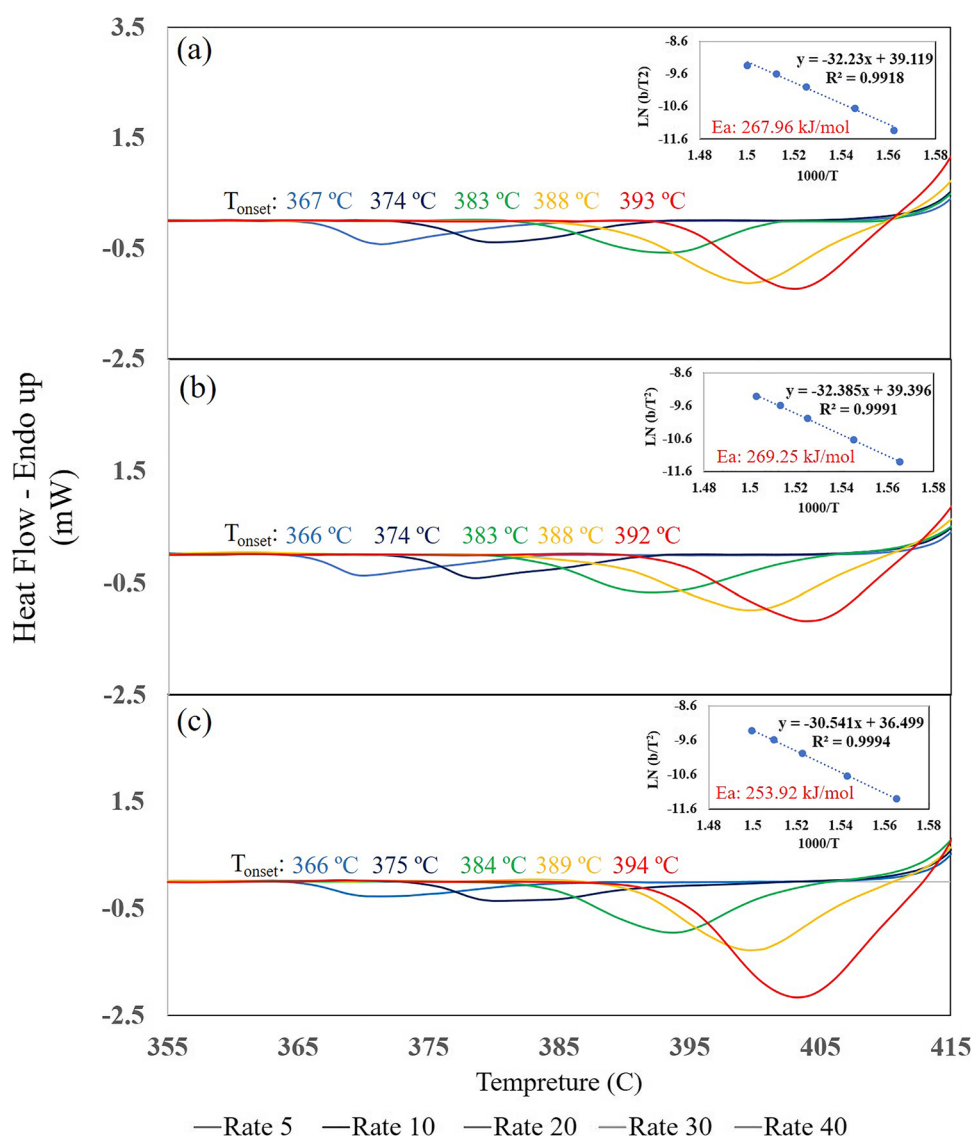 3.5
(a)
-8.6
y = -32.23x + 39.119
R² = 0.9918
-9.6
LN (b/T2)
-10.6
Ea: 267.96 kJ/mol
-11.6
1.48 1.5 1.52 1.54 1.56 1.58
1000/T
1.5
Tonset: 367 ºC 374 ºC 383 ºC 388 ºC 393 ºC
-0.5
-2.5
(b)
-8.6
y = -32.385x + 39.396
R² = 0.9991
-9.6
LN (b/T²)
-10.6
Ea: 269.25 kJ/mol
-11.6
1.48 1.5 1.52 1.54 1.56 1.58
1000/T
1.5
Tonset: 366 ºC 374 ºC 383 ºC 388 ºC 392 ºC
-0.5
-2.5
Heat Flow - Endo up
(mW)
(c)
-8.6
y = -30.541x + 36.499
R² = 0.9994
-9.6
LN (b/T²)
-10.6
Ea: 253.92 kJ/mol
-11.6
1.48 1.5 1.52 1.54 1.56 1.58
1000/T
1.5
Tonset: 366 ºC 375 ºC 384 ºC 389 ºC 394 ºC
-0.5
-2.5
355 365 375 385 395 405 415
Tempreture (C)
Rate 5 Rate 10 Rate 20 Rate 30 Rate 40